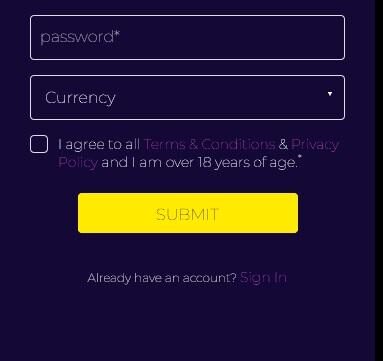 password*
Currency
I agree to all Terms & Conditions & Privacy
Policy and I am over 18 years of age.*
SUBMIT
Already have an account? Sign In